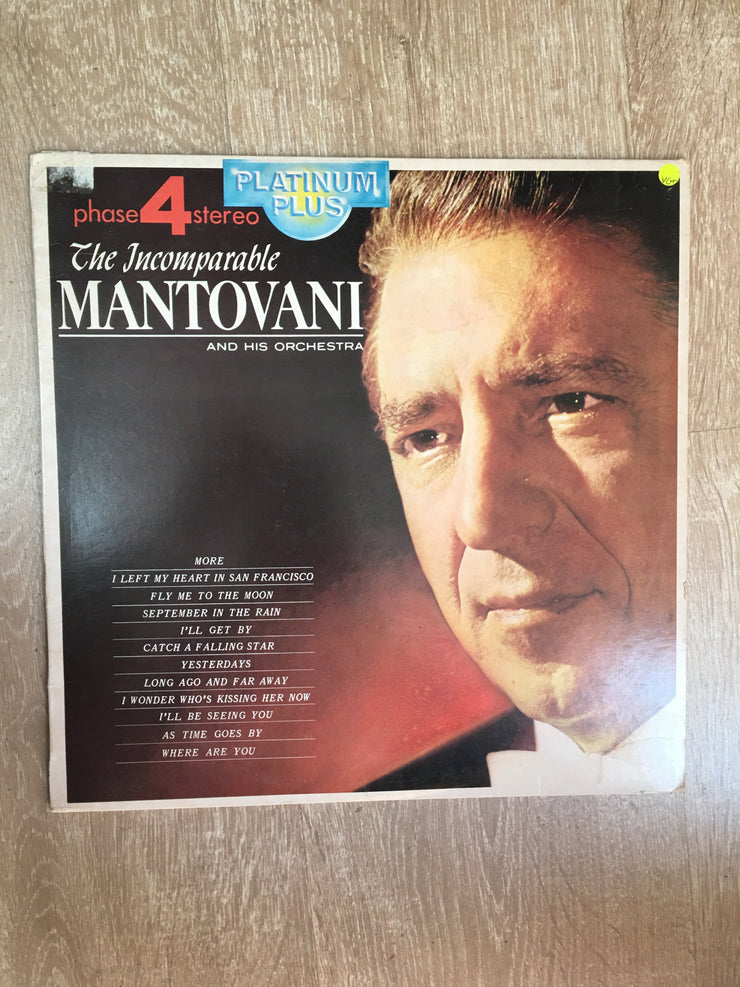 PLATINUM
PLUS
phase 4 stereo
The Incomparable
MANTOVANI
AND HIS ORCHESTRA
MORE
I LEFT MY HEART IN SAN FRANCISCO
FLY ME TO THE MOON
SEPTEMBER IN THE RAIN
I'LL GET BY
CATCH A FALLING STAR
YESTERDAYS
LONG AGO AND FAR AWAY
I WONDER WHO'S KISSING HER NOW
I'LL BE SEEING YOU
AS TIME GOES BY
WHERE ARE YOU